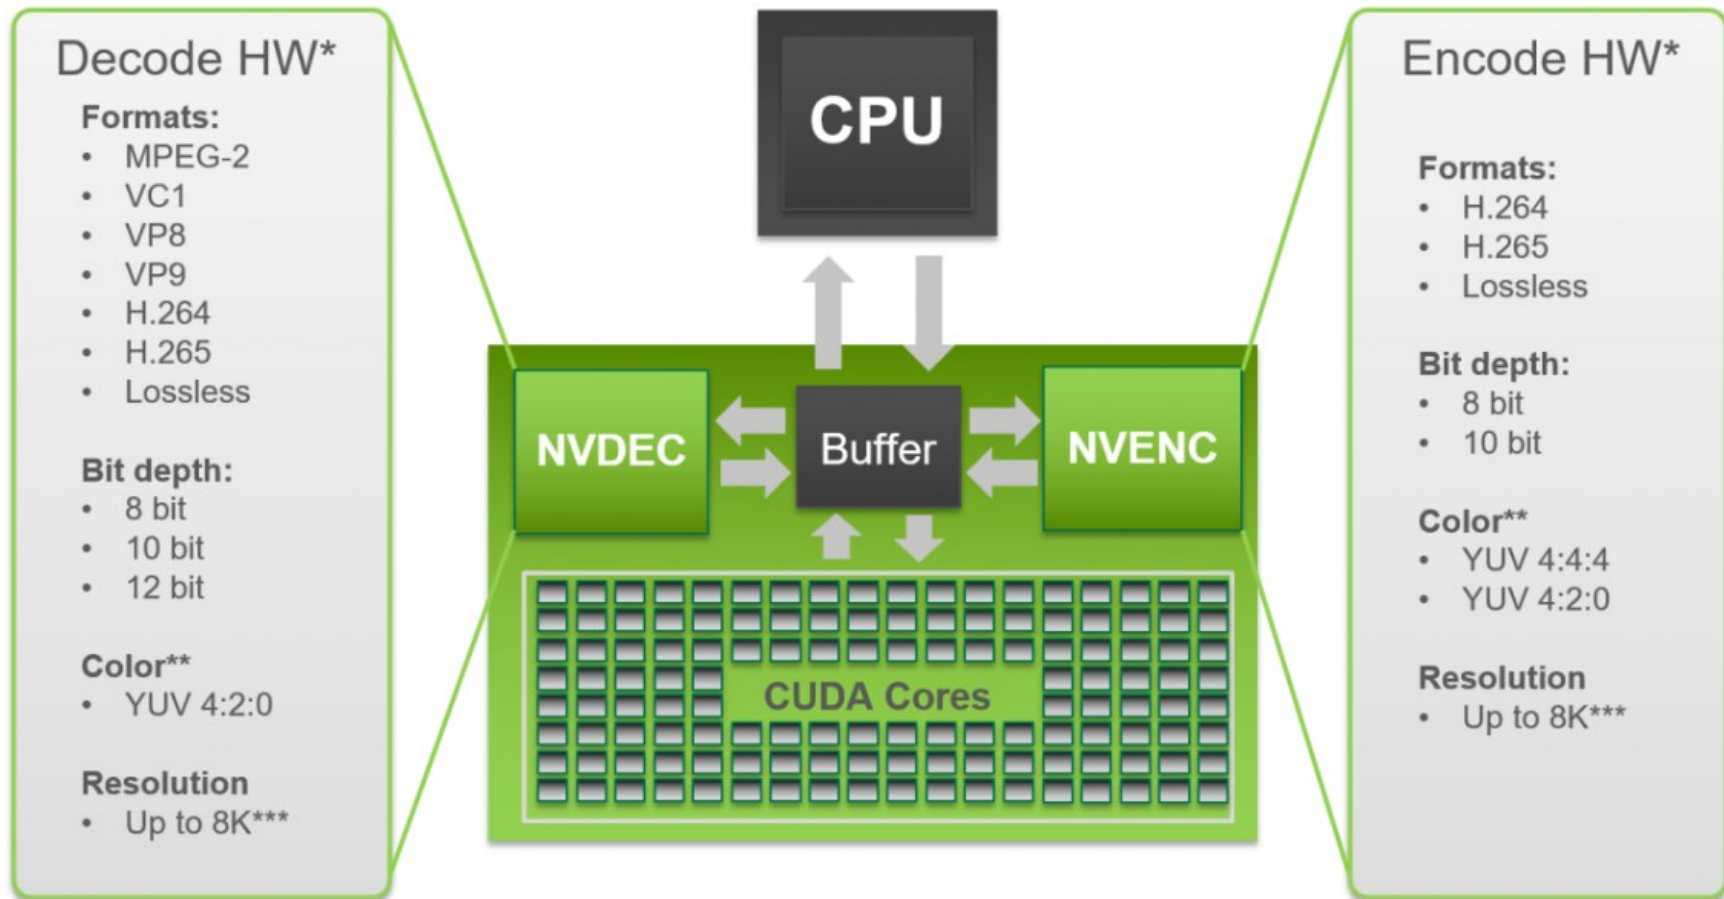 Decode HW*
Formats:
• MPEG-2
• VC1
• VP8
• VP9
• H.264
• H.265
• Lossless
Bit depth:
• 8 bit
• 10 bit
• 12 bit
Color**
• YUV 4:2:0
Resolution
• Up to 8K***
CPU
NVDEC
Buffer
NVENC
CUDA Cores
Encode HW*
Formats:
• H.264
• H.265
• Lossless
Bit depth:
• 8 bit
• 10 bit
Color**
• YUV 4:4:4
• YUV 4:2:0
Resolution
• Up to 8K***